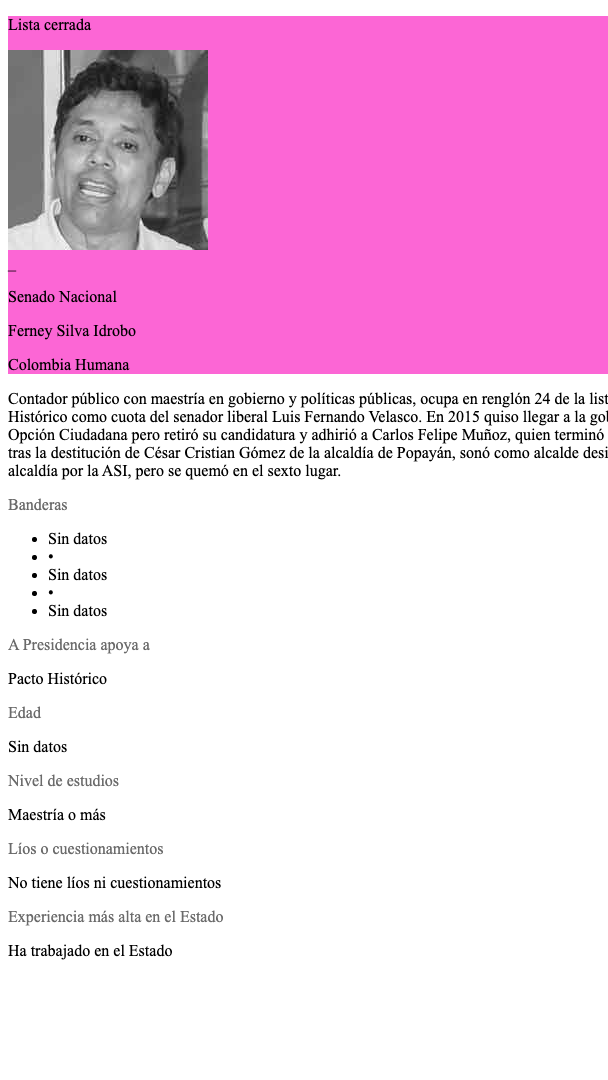 Lista cerrada
_
Senado Nacional
Ferney Silva Idrobo
Colombia Humana
Contador público con maestría en gobierno y políticas públicas, ocupa en renglón 24 de la
Histórico como cuota del senador liberal Luis Fernando Velasco. En 2015 quiso llegar a la
Opción Ciudadana pero retiró su candidatura y adhirió a Carlos Felipe Muñoz, quien terminó
tras la destitución de César Cristian Gómez de la alcaldía de Popayán, sonó como alcalde
alcaldía por la ASI, pero se quemó en el sexto lugar.
Banderas
• Sin datos
• •
• Sin datos
• •
• Sin datos
A Presidencia apoya a
Pacto Histórico
Edad
Sin datos
Nivel de estudios
Maestría o más
Líos o cuestionamientos
No tiene líos ni cuestionamientos
Experiencia más alta en el Estado
Ha trabajado en el Estado